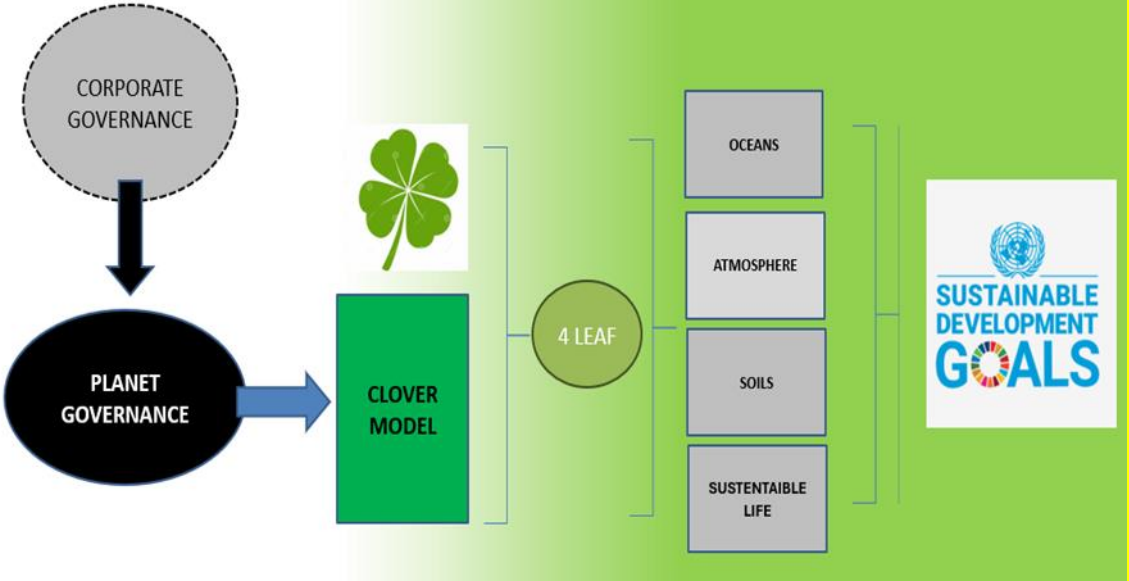 CORPORATE
GOVERNANCE
PLANET
GOVERNANCE
CLOVER
MODEL
4 LEAF
OCEANS
ATMOSPHERE
SOILS
SUSTENTAIBLE
LIFE
SUSTAINABLE
DEVELOPMENT
GOALS